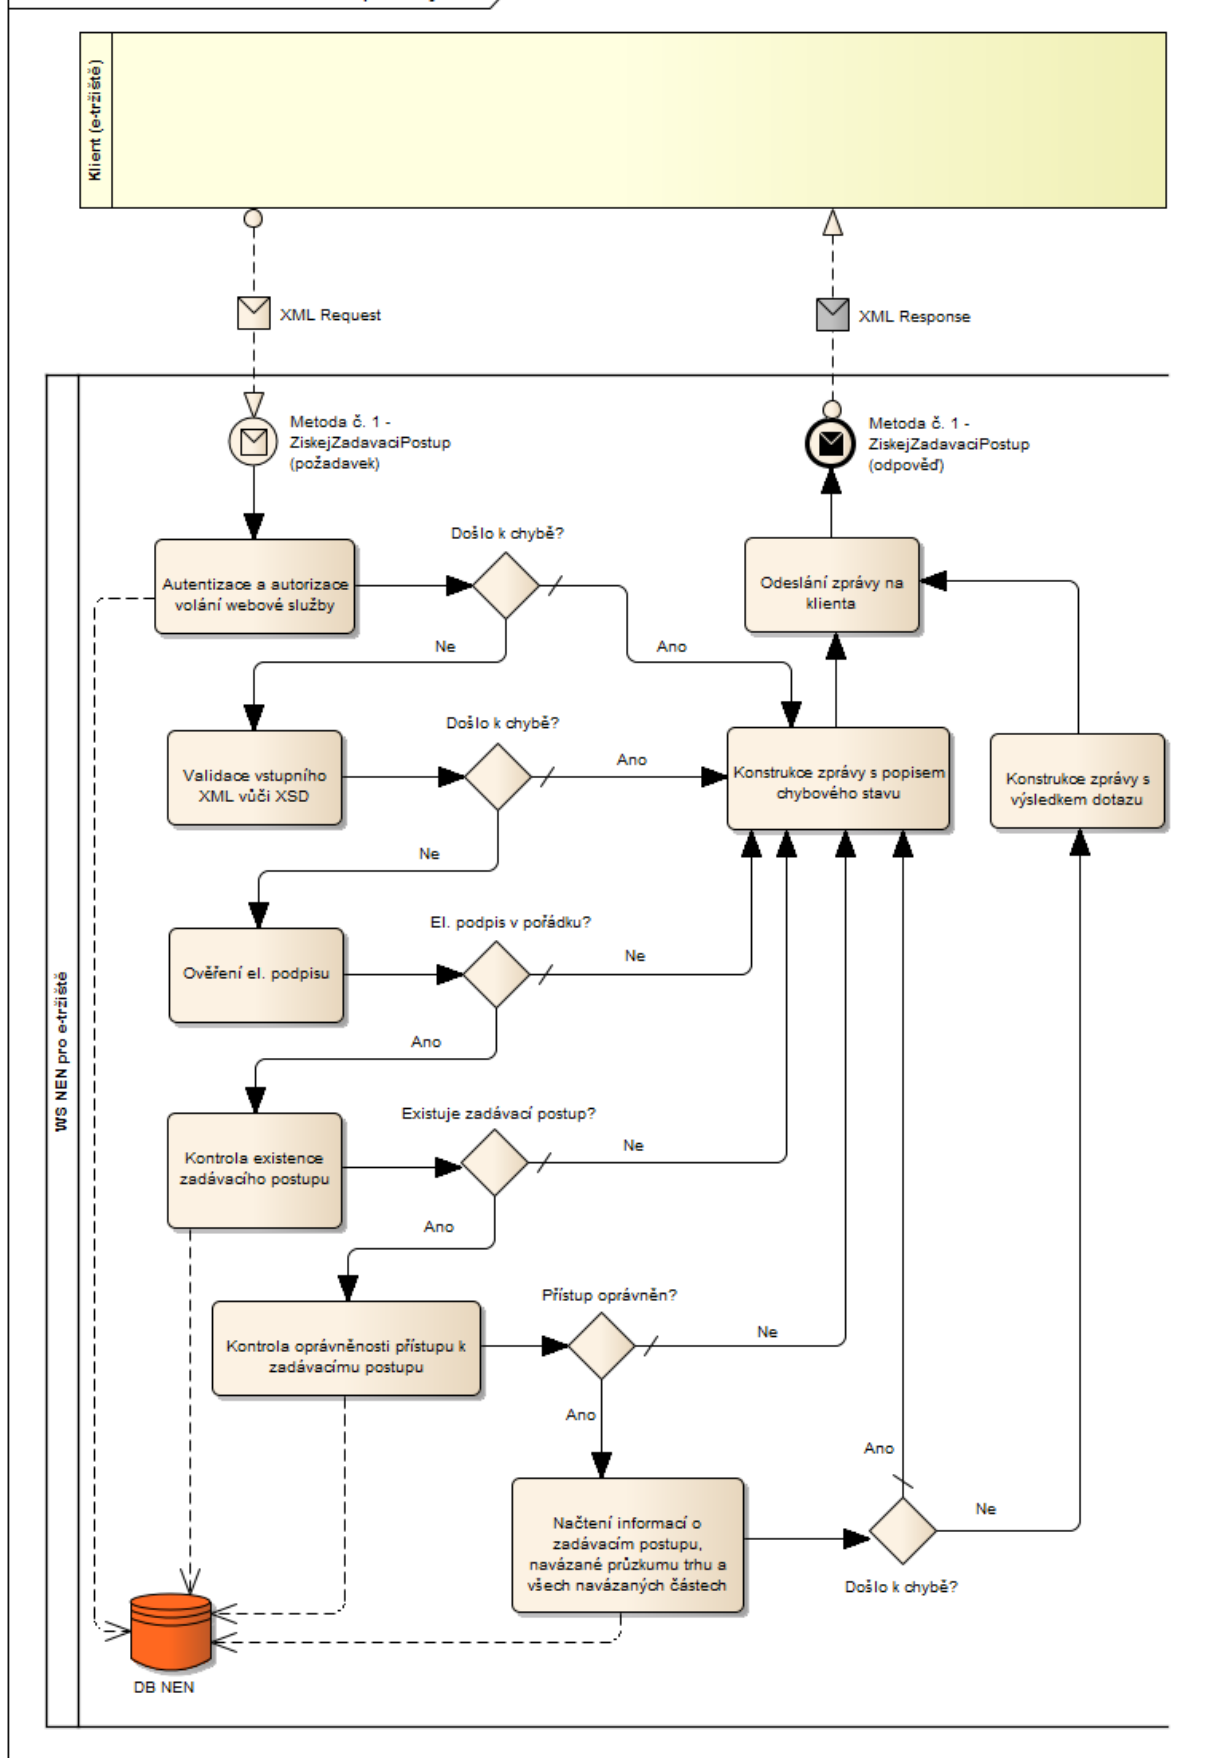 Klient (e-tržiště)
XML Request
XML Response
WS NEN pro e-tržiště
Metoda č. 1 -
ZiskejZadavaciPostup
(požadavek)
Metoda č. 1 -
ZiskejZadavaciPostup
(odpověď)
Došlo k chybě?
Autentizace a autorizace
volání webové služby
Odeslání zprávy na
klienta
Ne
Ano
Došlo k chybě?
Validace vstupního
XML vůči XSD
Ano
Konstrukce zprávy s popisem
chybového stavu
Konstrukce zprávy s
výsledkem dotazu
Ne
El. podpis v pořádku?
Ověření el. podpisu
Ne
Ano
Existuje zadávací postup?
Kontrola existence
zadávacího postupu
Ne
Ano
Přístup oprávněn?
Kontrola oprávněnosti přístupu k
zadávacímu postupu
Ne
Ano
Ano
Načtení informací o
zadávacím postupu,
navázané průzkumu trhu a
všech navázaných částech
Ne
Došlo k chybě?
DB NEN